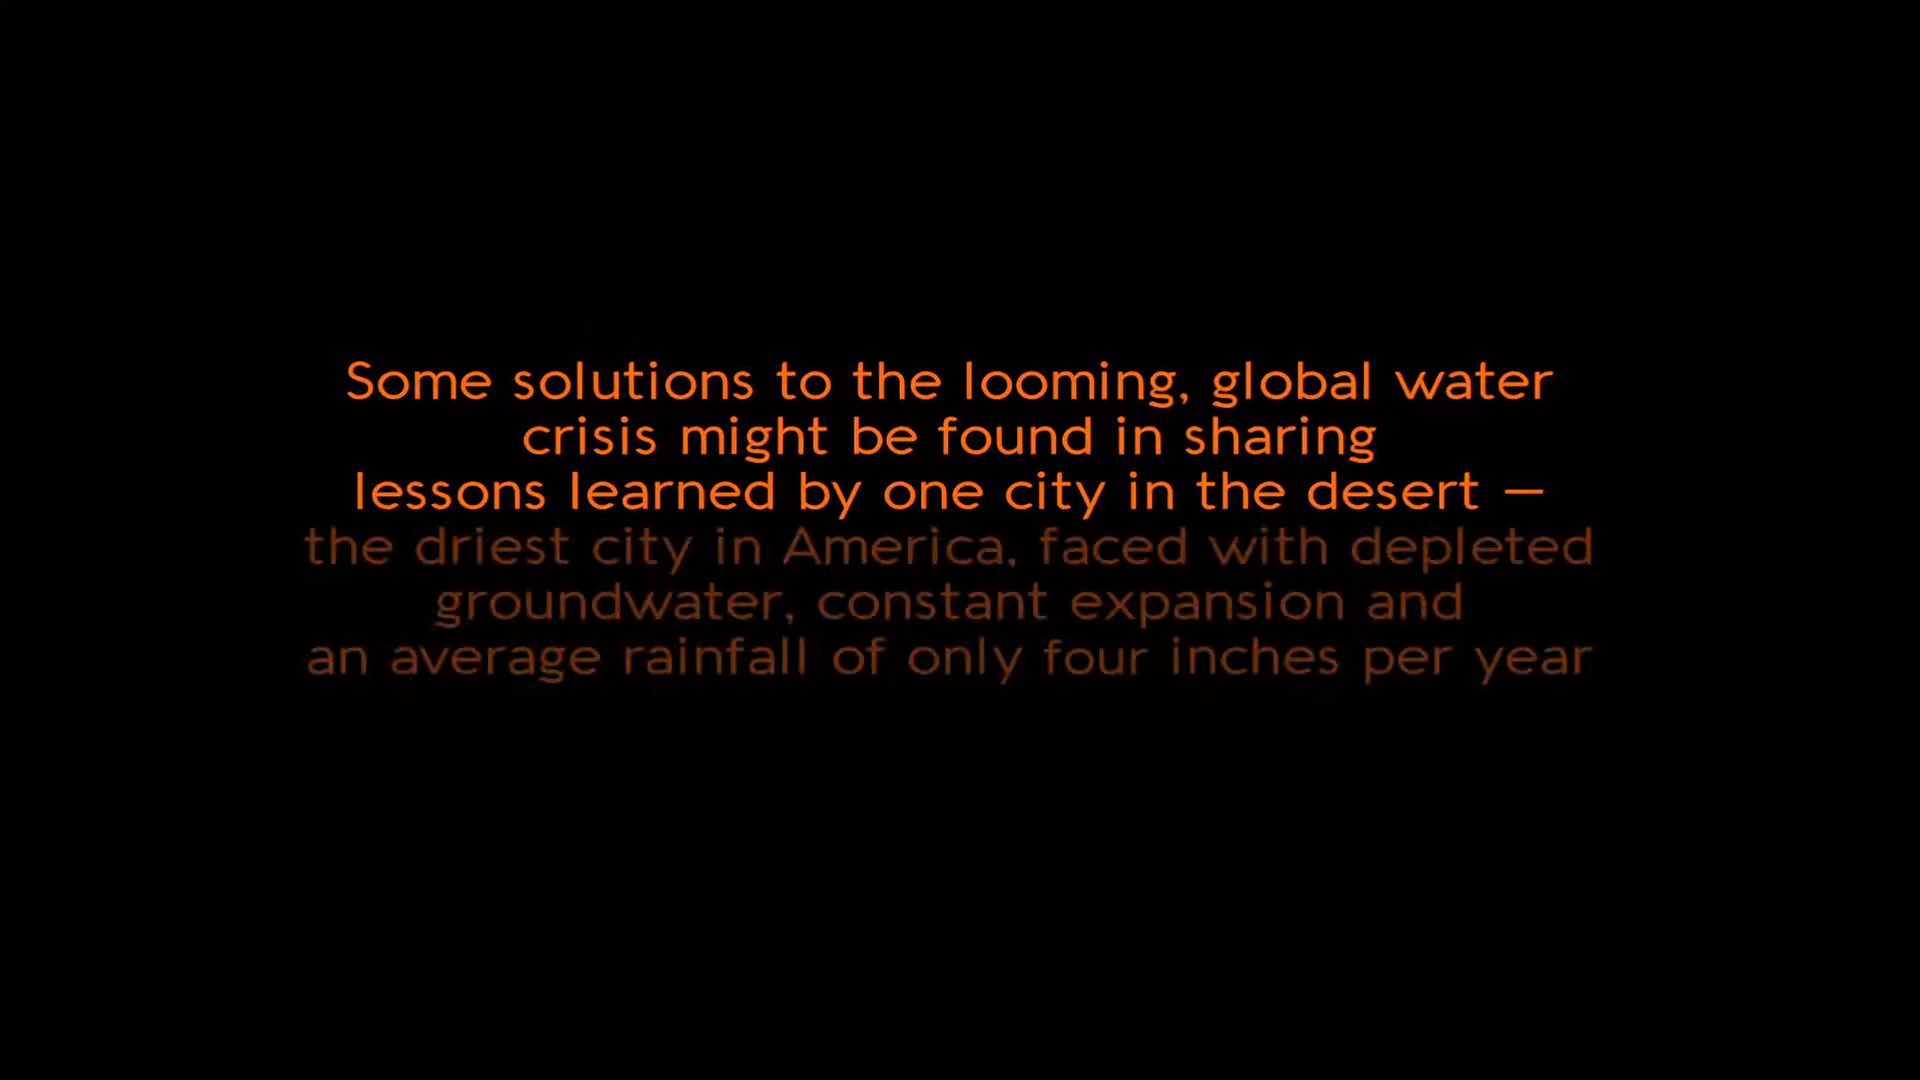 Some solutions to the looming, global water
crisis might be found in sharing
lessons learned by one city in the desert —
the driest city in America, faced with depleted
groundwater, constant expansion and
an average rainfall of only four inches per year